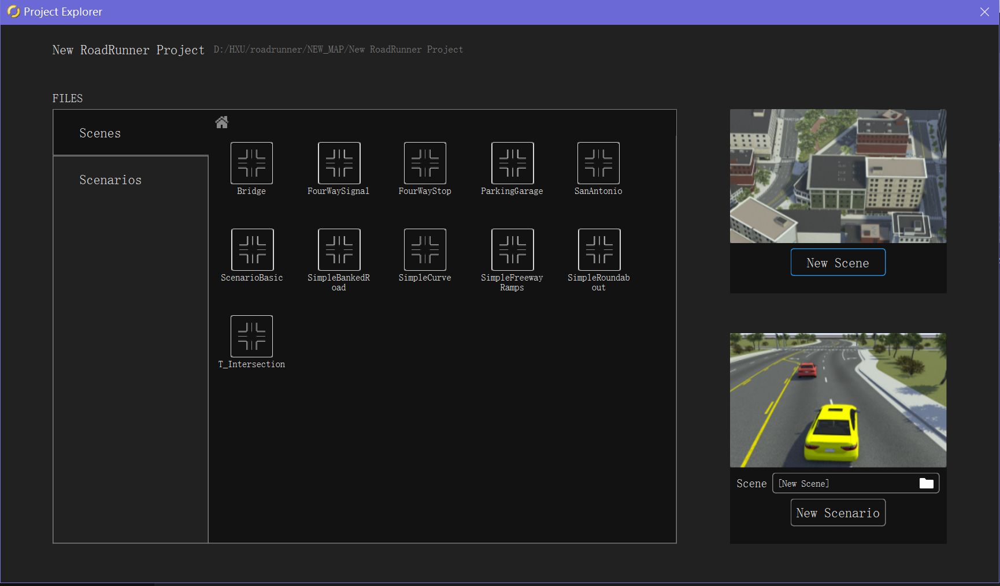 Project Explorer
New RoadRunner Project D:/HXU/roadrunner/NEW_MAP/New RoadRunner Project
FILES
Scenes
Scenarios
Bridge FourWaySignal FourWayStop ParkingGarage SanAntonio
ScenarioBasic SimpleBankedR SimpleCurve SimpleFreeway SimpleRoundab
oad Ramps out
T_Intersection
New Scene
Scene [New Scene]
New Scenario